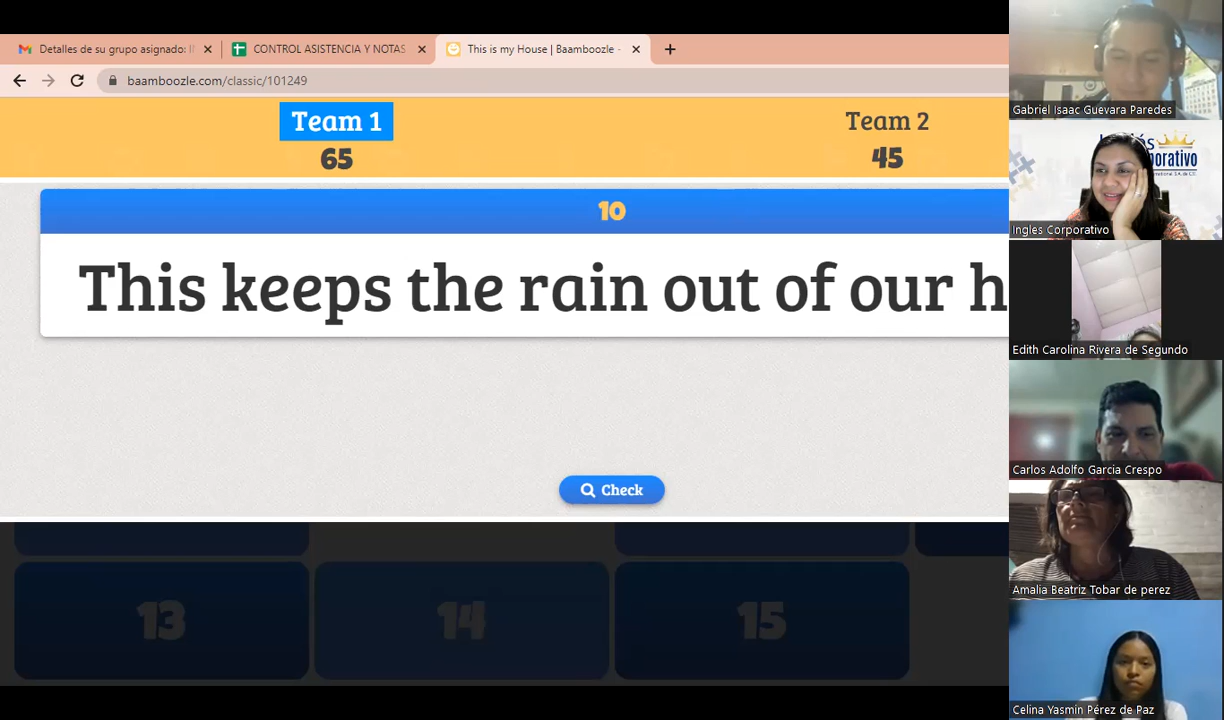 Detalles de su grupo asignado: I
CONTROL ASISTENCIA Y NOTAS
This is my House | Baamboozle -
baamboozle.com/classic/101249
Team 1
65
Team 2
45
10
This keeps the rain out of our h
Check
13
14
15
Gabriel Isaac Guevara Paredes
Ingles Corporativo
Edith Carolina Rivera de Segundo
Carlos Adolfo Garcia Crespo
Amalia Beatriz Tobar de perez
Celina Yasmin Pérez de Paz